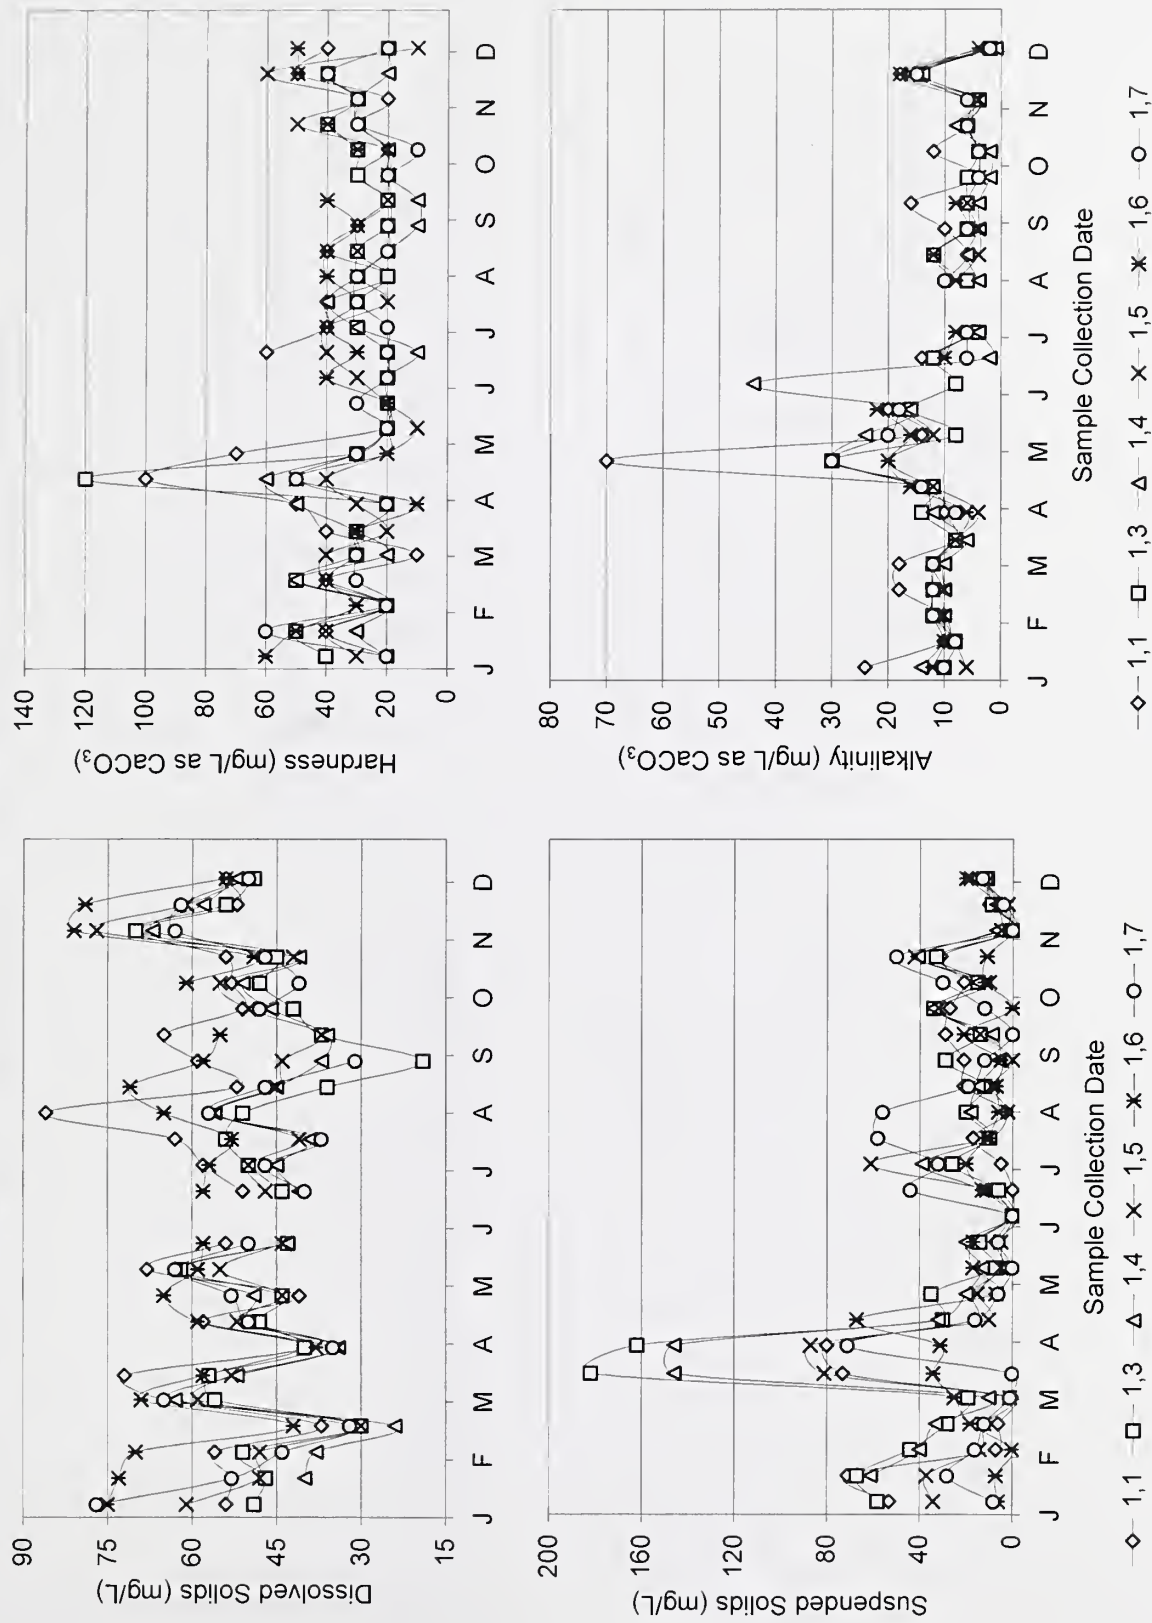 Dissolved Solids (mg/L)
90
75
60
45
30
15
J F M A M J J A S O N D
Hardness (mg/L as CaCO₃)
140
120
100
80
60
40
20
0
J F M A M J J A S O N D
Suspended Solids (mg/L)
200
160
120
80
40
0
J F M A M J J A S O N D
Sample Collection Date
1,1 1,3 1,4 1,5 1,6 1,7
Alkalinity (mg/L as CaCO₃)
80
70
60
50
40
30
20
10
0
J F M A M J J A S O N D
Sample Collection Date
1,1 1,3 1,4 1,5 1,6 1,7